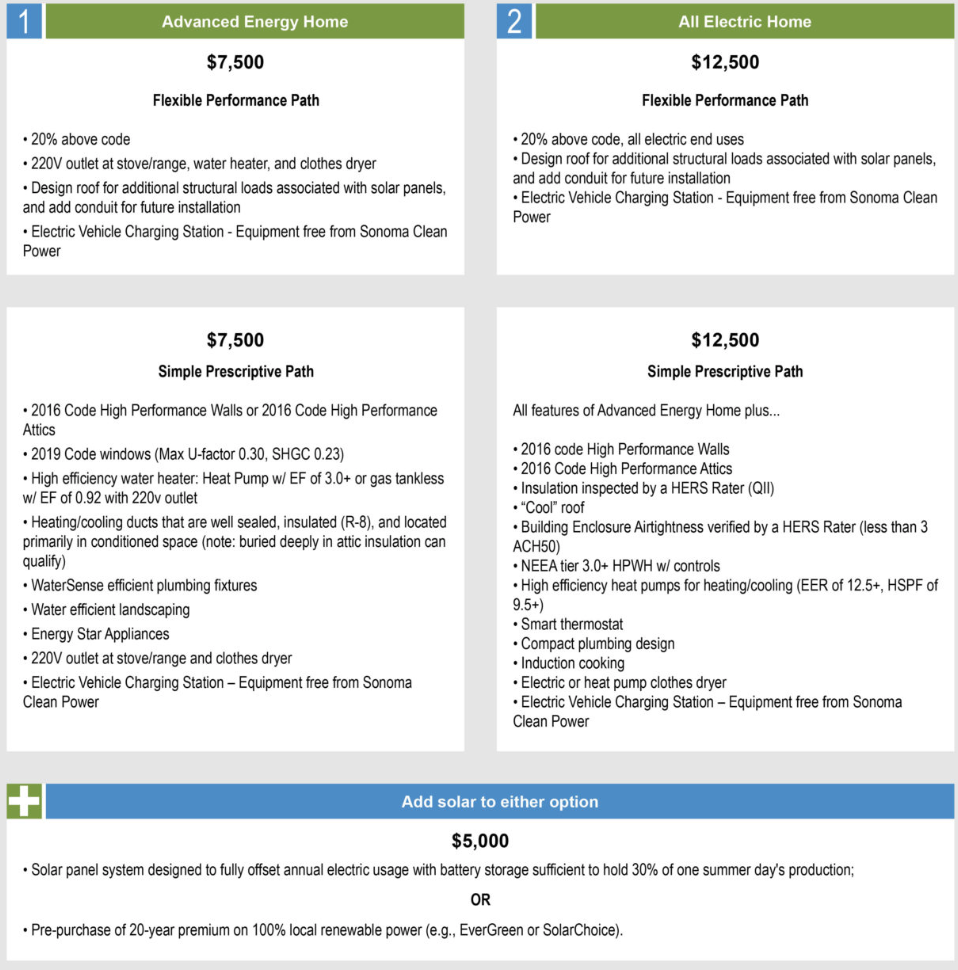 1
Advanced Energy Home
$7,500
Flexible Performance Path
• 20% above code
• 220V outlet at stove/range, water heater, and clothes dryer
• Design roof for additional structural loads associated with solar panels,
and add conduit for future installation
• Electric Vehicle Charging Station - Equipment free from Sonoma Clean
Power
2
All Electric Home
$12,500
Flexible Performance Path
• 20% above code, all electric end uses
• Design roof for additional structural loads associated with solar panels,
and add conduit for future installation
• Electric Vehicle Charging Station - Equipment free from Sonoma Clean
Power
$7,500
Simple Prescriptive Path
• 2016 Code High Performance Walls or 2016 Code High Performance
Attics
• 2019 Code windows (Max U-factor 0.30, SHGC 0.23)
• High efficiency water heater: Heat Pump w/ EF of 3.0+ or gas tankless
w/ EF of 0.92 with 220v outlet
• Heating/cooling ducts that are well sealed, insulated (R-8), and located
primarily in conditioned space (note: buried deeply in attic insulation can
qualify)
• WaterSense efficient plumbing fixtures
• Water efficient landscaping
• Energy Star Appliances
• 220V outlet at stove/range and clothes dryer
• Electric Vehicle Charging Station – Equipment free from Sonoma
Clean Power
$12,500
Simple Prescriptive Path
All features of Advanced Energy Home plus...
• 2016 code High Performance Walls
• 2016 Code High Performance Attics
• Insulation inspected by a HERS Rater (QII)
• “Cool” roof
• Building Enclosure Airtightness verified by a HERS Rater (less than 3
ACH50)
• NEEA tier 3.0+ HPWH w/ controls
• High efficiency heat pumps for heating/cooling (EER of 12.5+, HSPF of
9.5+)
• Smart thermostat
• Compact plumbing design
• Induction cooking
• Electric or heat pump clothes dryer
• Electric Vehicle Charging Station – Equipment free from Sonoma
Clean Power
Add solar to either option
$5,000
• Solar panel system designed to fully offset annual electric usage with battery storage sufficient to hold 30% of one summer day's production;
OR
• Pre-purchase of 20-year premium on 100% local renewable power (e.g., EverGreen or SolarChoice).